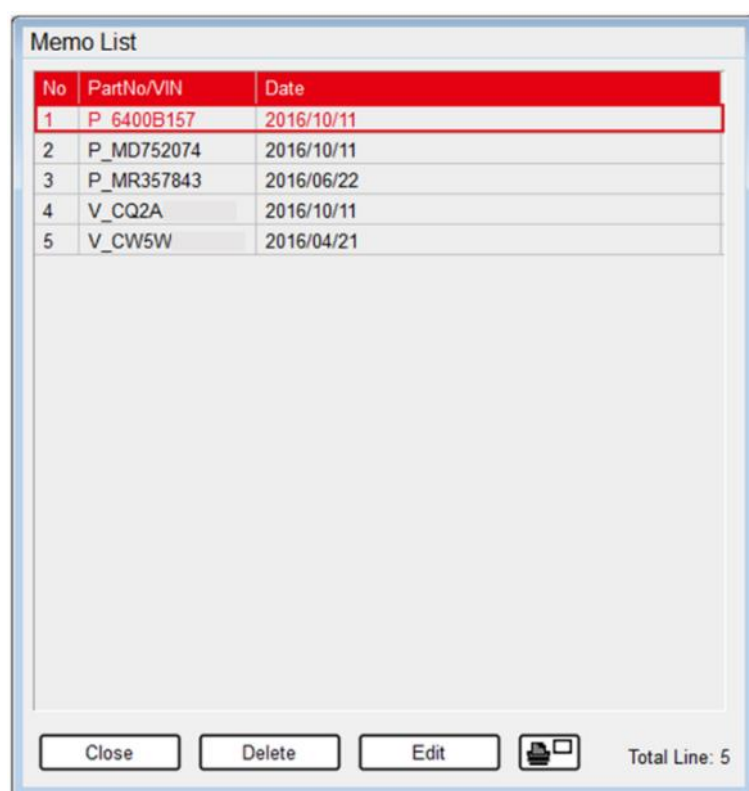 Memo List
No PartNo/VIN Date
1 P_6400B157 2016/10/11
2 P_MD752074 2016/10/11
3 P_MR357843 2016/06/22
4 V_CQ2A 2016/10/11
5 V_CW5W 2016/04/21
Close Delete Edit Total Line: 5